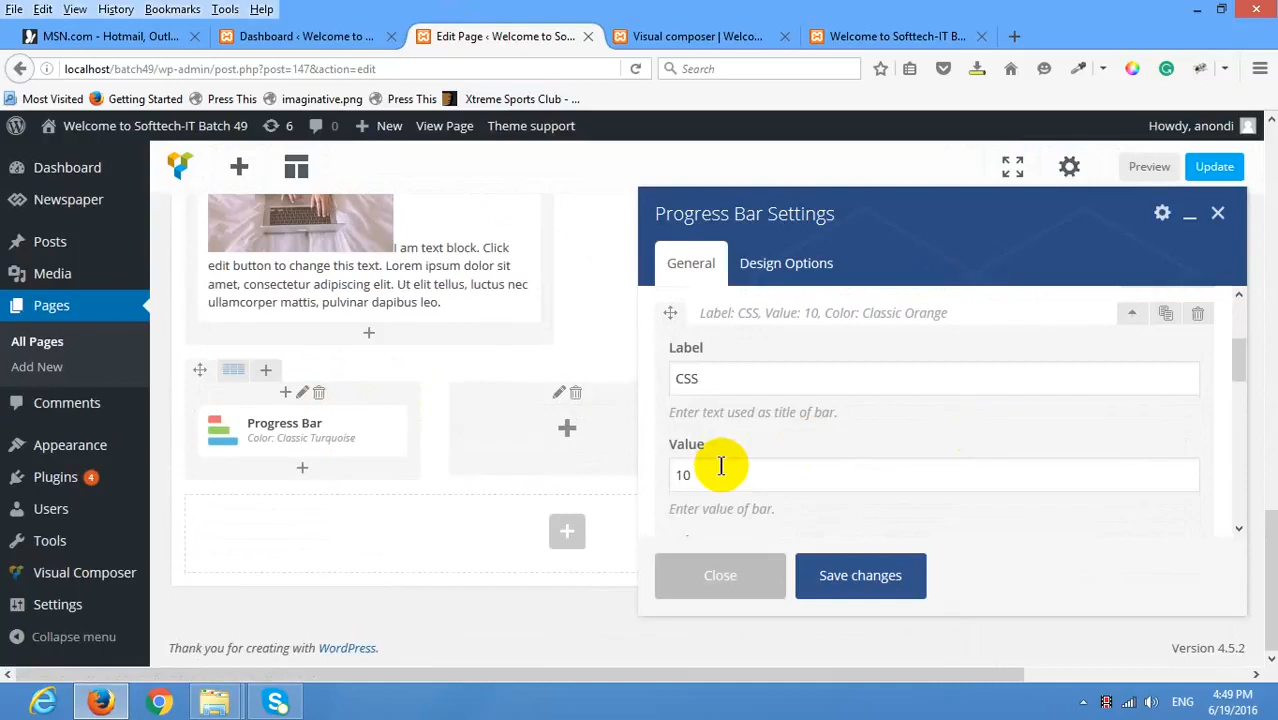 File Edit View History Bookmarks Tools Help
MSN.com - Hotmail, Outl... Dashboard ‹ Welcome to ... Edit Page ‹ Welcome to So... Visual composer | Welco... Welcome to Softtech-IT B...
localhost/batch49/wp-admin/post.php?post=147&action=edit Search
Most Visited Getting Started Press This imaginative.png Press This Xtreme Sports Club - ...
Welcome to Softtech-IT Batch 49 6 New View Page Theme support Howdy, anondi
Dashboard
Newspaper
Posts
Media
Pages
All Pages
Add New
Comments
Appearance
Plugins 4
Users
Tools
Visual Composer
Settings
Collapse menu
Preview Update
I am text block. Click
edit button to change this text. Lorem ipsum dolor sit
amet, consectetur adipiscing elit. Ut elit tellus, luctus nec
ullamcorper mattis, pulvinar dapibus leo.
Progress Bar
Color: Classic Turquoise
Progress Bar Settings
General Design Options
Label: CSS, Value: 10, Color: Classic Orange
Label
CSS
Enter text used as title of bar.
Value
10
Enter value of bar.
Close Save changes
Thank you for creating with WordPress. Version 4.5.2
ENG
4:49 PM
6/19/2016